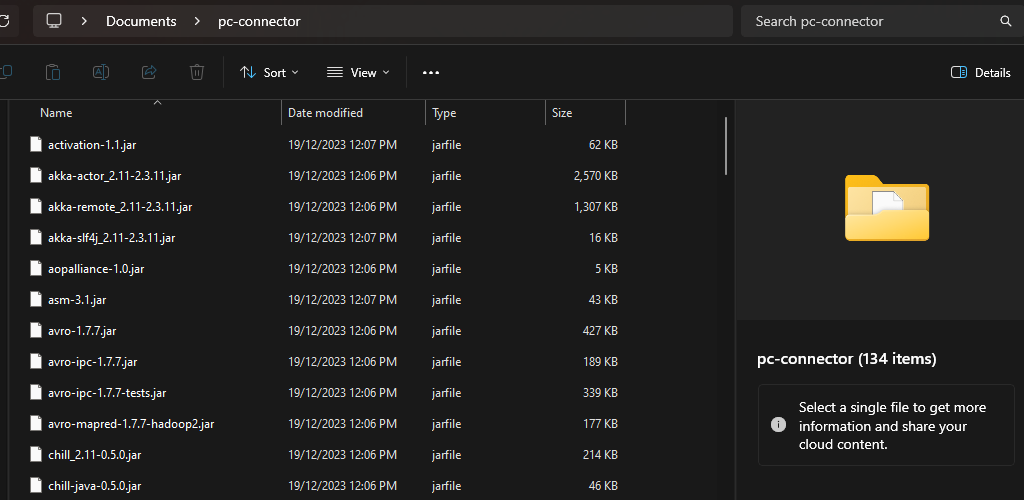 Documents pc-connector Search pc-connector
Sort View Details
Name Date modified Type Size
activation-1.1.jar 19/12/2023 12:07 PM jarfile 62 KB
akka-actor_2.11-2.3.11.jar 19/12/2023 12:06 PM jarfile 2,570 KB
akka-remote_2.11-2.3.11.jar 19/12/2023 12:06 PM jarfile 1,307 KB
akka-slf4j_2.11-2.3.11.jar 19/12/2023 12:07 PM jarfile 16 KB
aopalliance-1.0.jar 19/12/2023 12:06 PM jarfile 5 KB
asm-3.1.jar 19/12/2023 12:07 PM jarfile 43 KB
avro-1.7.7.jar 19/12/2023 12:06 PM jarfile 427 KB
avro-ipc-1.7.7.jar 19/12/2023 12:06 PM jarfile 189 KB
avro-ipc-1.7.7-tests.jar 19/12/2023 12:06 PM jarfile 339 KB
avro-mapred-1.7.7-hadoop2.jar 19/12/2023 12:06 PM jarfile 177 KB
chill_2.11-0.5.0.jar 19/12/2023 12:06 PM jarfile 214 KB
chill-java-0.5.0.jar 19/12/2023 12:06 PM jarfile 46 KB
pc-connector (134 items)
Select a single file to get more
information and share your
cloud content.